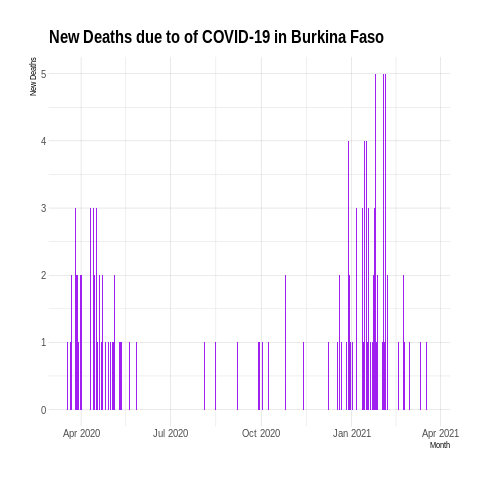 New Deaths due to of COVID-19 in Burkina Faso
New Deaths
5
4
3
2
1
0
Apr 2020 Jul 2020 Oct 2020 Jan 2021 Apr 2021
Month